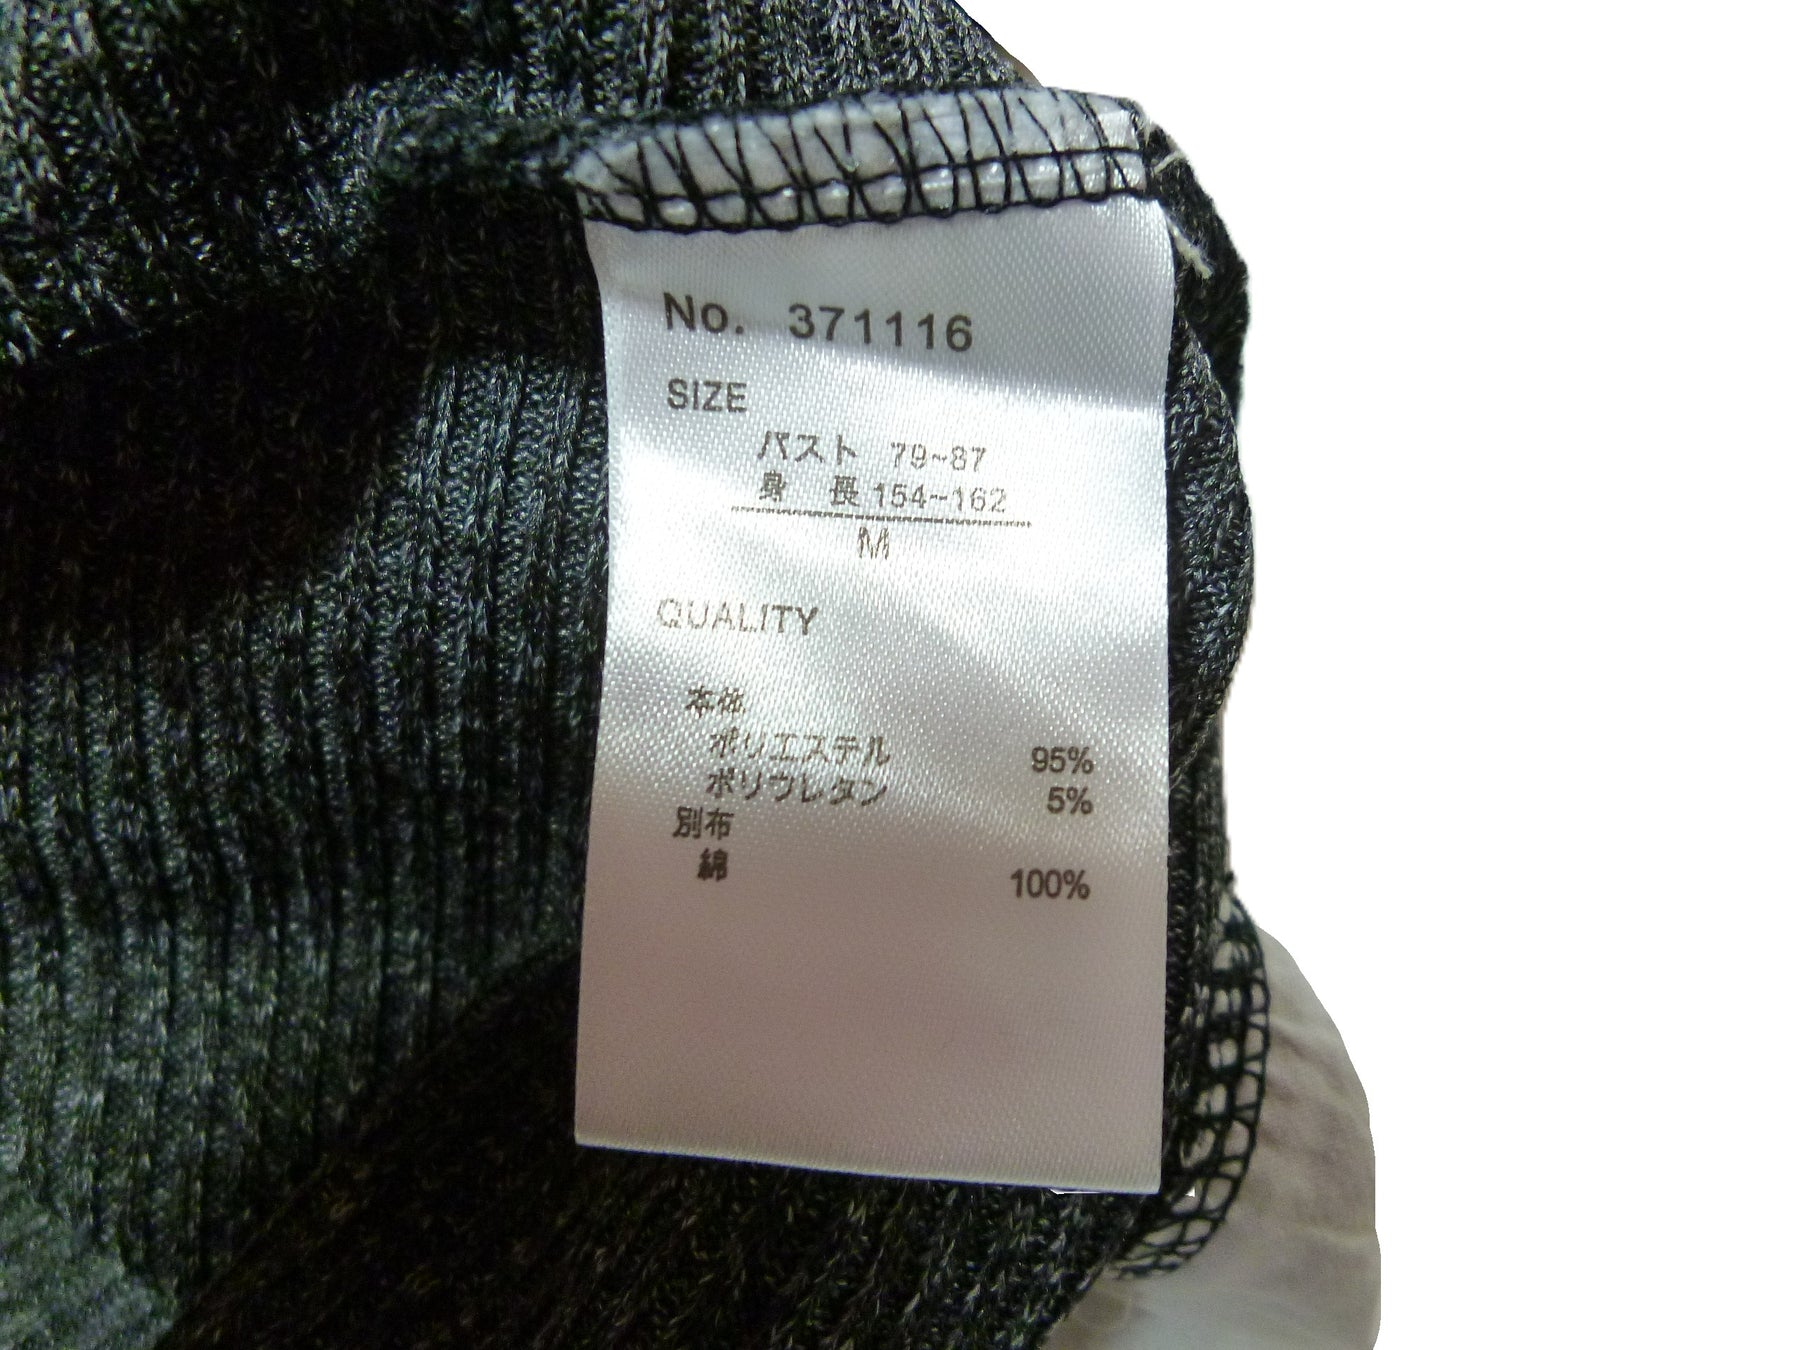 No. 371116
SIZE
バスト 79~87
身 長 154~162
M
QUALITY
本体
ポリエステル 95%
ポリウレタン 5%
別布
綿 100%